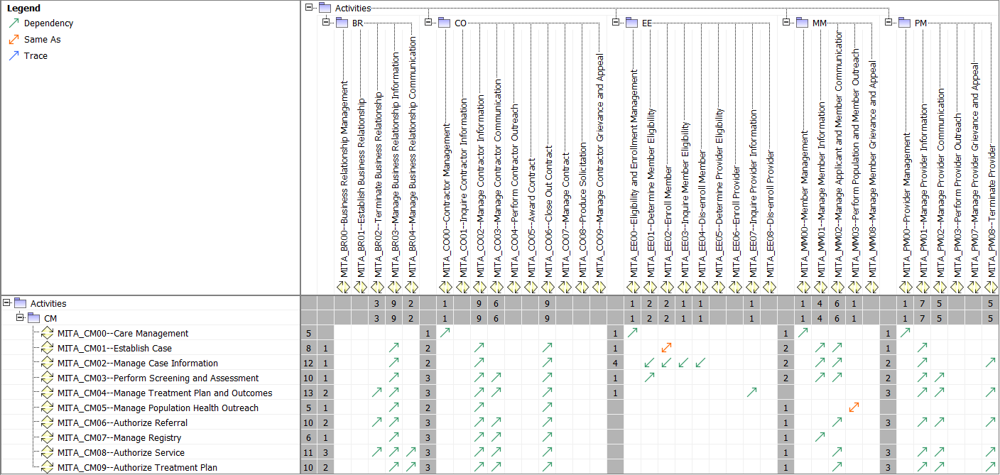 Legend
Dependency
Same As
Trace
Activities
BR CO EE MM PM
MITA_BR00--Business Relationship Management
MITA_BR01--Establish Business Relationship
MITA_BR02--Terminate Business Relationship
MITA_BR03--Manage Business Relationship Information
MITA_BR04--Manage Business Relationship Communication
MITA_CO00--Contractor Management
MITA_CO01--Inquire Contractor Information
MITA_CO02--Manage Contractor Information
MITA_CO03--Manage Contractor Communication
MITA_CO04--Perform Contractor Outreach
MITA_CO05--Award Contract
MITA_CO06--Close Out Contract
MITA_CO07--Manage Contract
MITA_CO08--Produce Solicitation
MITA_CO09--Manage Contractor Grievance and Appeal
MITA_EE00--Eligibility and Enrollment Management
MITA_EE01--Determine Member Eligibility
MITA_EE02--Enroll Member
MITA_EE03--Inquire Member Eligibility
MITA_EE04--Dis-enroll Member
MITA_EE05--Determine Provider Eligibility
MITA_EE06--Enroll Provider
MITA_EE07--Inquire Provider Information
MITA_EE08--Dis-enroll Provider
MITA_MM00--Member Management
MITA_MM01--Manage Member Information
MITA_MM02--Manage Applicant and Member Communication
MITA_MM03--Perform Population and Member Outreach
MITA_MM08--Manage Member Grievance and Appeal
MITA_PM00--Provider Management
MITA_PM01--Manage Provider Information
MITA_PM02--Manage Provider Communication
MITA_PM03--Perform Provider Outreach
MITA_PM07--Manage Provider Grievance and Appeal
MITA_PM08--Terminate Provider
Activities 3 9 2 1 9 6 9 1 2 2 1 1 1 1 4 6 1 1 7 5 5
CM 3 9 2 1 9 6 9 1 2 2 1 1 1 1 4 6 1 1 7 5 5
MITA_CM00--Care Management 5 1 1 1 1
MITA_CM01--Establish Case 8 1 2 1 2 1
MITA_CM02--Manage Case Information 12 1 2 4 2 2
MITA_CM03--Perform Screening and Assessment 10 1 3 1 2 2
MITA_CM04--Manage Treatment Plan and Outcomes 13 2 3 1 3
MITA_CM05--Manage Population Health Outreach 5 1 2 1
MITA_CM06--Authorize Referral 10 2 3 1 3
MITA_CM07--Manage Registry 6 1 3 1
MITA_CM08--Authorize Service 11 3 3 1 3
MITA_CM09--Authorize Treatment Plan 10 2 3 1 3